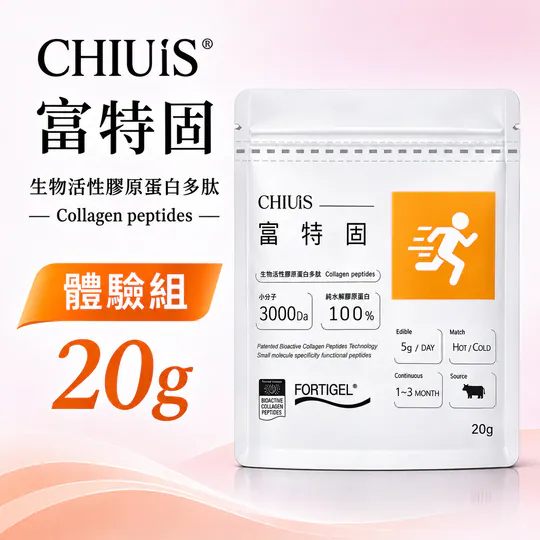 CHIUiS®
富特固
生物活性膠原蛋白多肽
Collagen peptides
體驗組
20g
CHIUiS
富特固
生物活性膠原蛋白多肽 Collagen peptides
小分子
3000Da
純水解膠原蛋白
100%
Patented Bioactive Collagen Peptides Technology
Small molecule specificity functional peptides
BIOACTIVE
COLLAGEN
PEPTIDES
FORTIGEL®
Edible
5g / DAY
Match
HOT / COLD
Continuous
1~3 MONTH
Source
20g